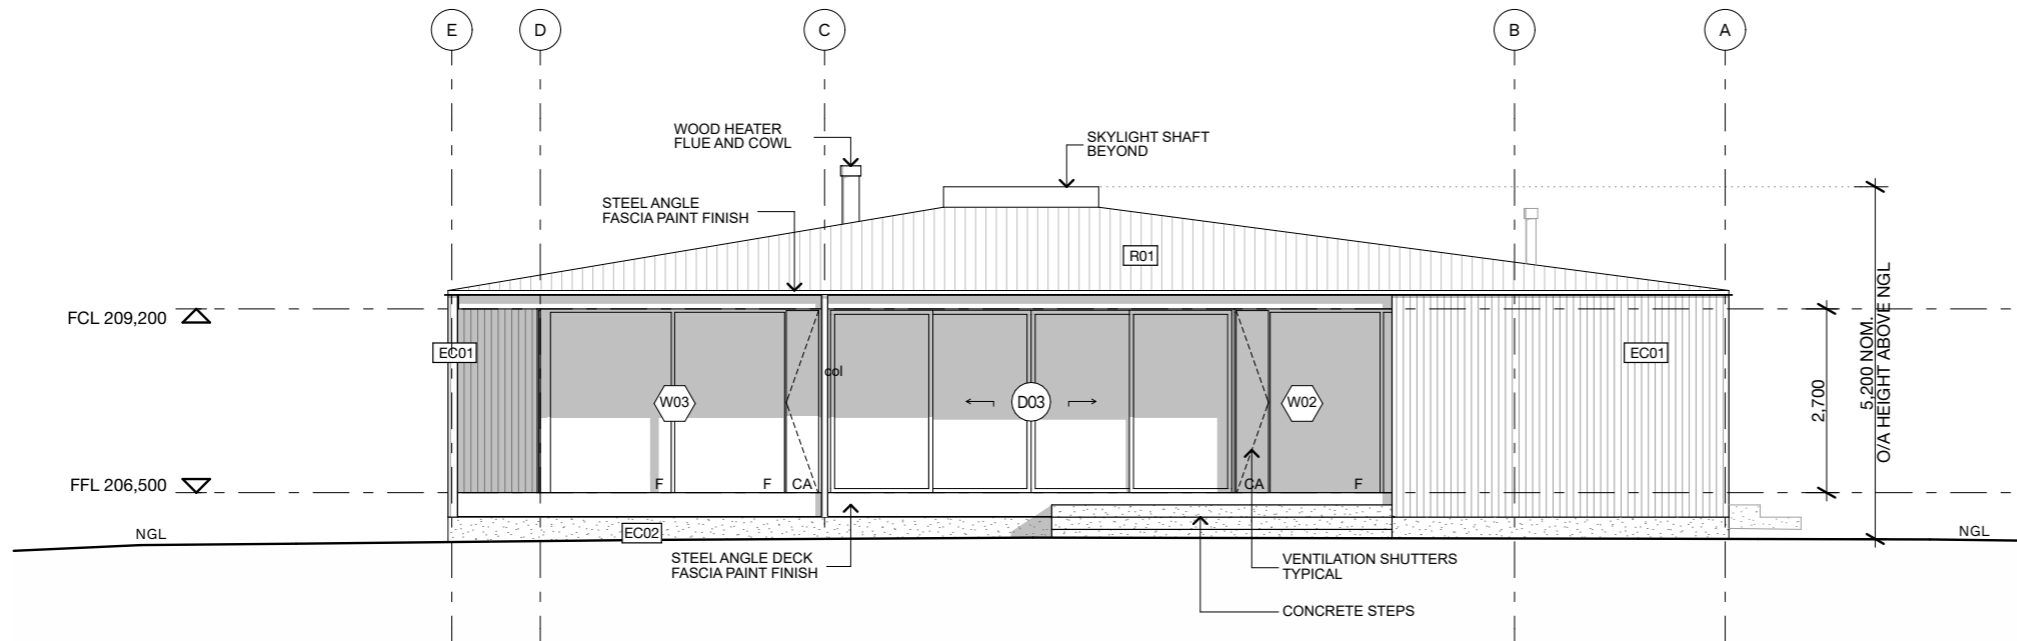 E
D
C
B
A
WOOD HEATER
FLUE AND COWL
SKYLIGHT SHAFT
BEYOND
STEEL ANGLE
FASCIA PAINT FINISH
R01
FCL 209,200
EC01
col
W03
D03
W02
EC01
2,700
5,200 NOM.
O/A HEIGHT ABOVE NGL
FFL 206,500
F
F
CA
CA
F
NGL
EC02
NGL
STEEL ANGLE DECK
FASCIA PAINT FINISH
VENTILATION SHUTTERS
TYPICAL
CONCRETE STEPS